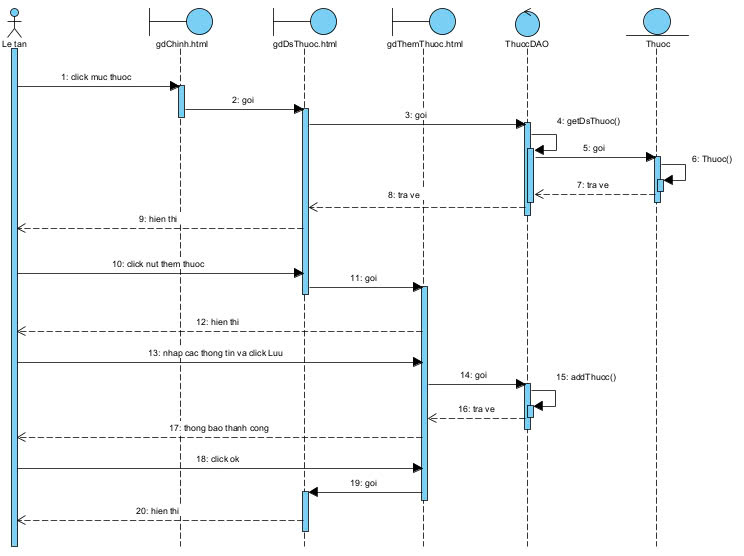 Le tan
gdChinh.html
gdDsThuoc.html
gdThemThuoc.html
ThuocDAO
Thuoc
1: click muc thuoc
2: goi
3: goi
4: getDsThuoc()
5: goi
6: Thuoc()
7: tra ve
8: tra ve
9: hien thi
10: click nut them thuoc
11: goi
12: hien thi
13: nhap cac thong tin va click Luu
14: goi
15: addThuoc()
16: tra ve
17: thong bao thanh cong
18: click ok
19: goi
20: hien thi